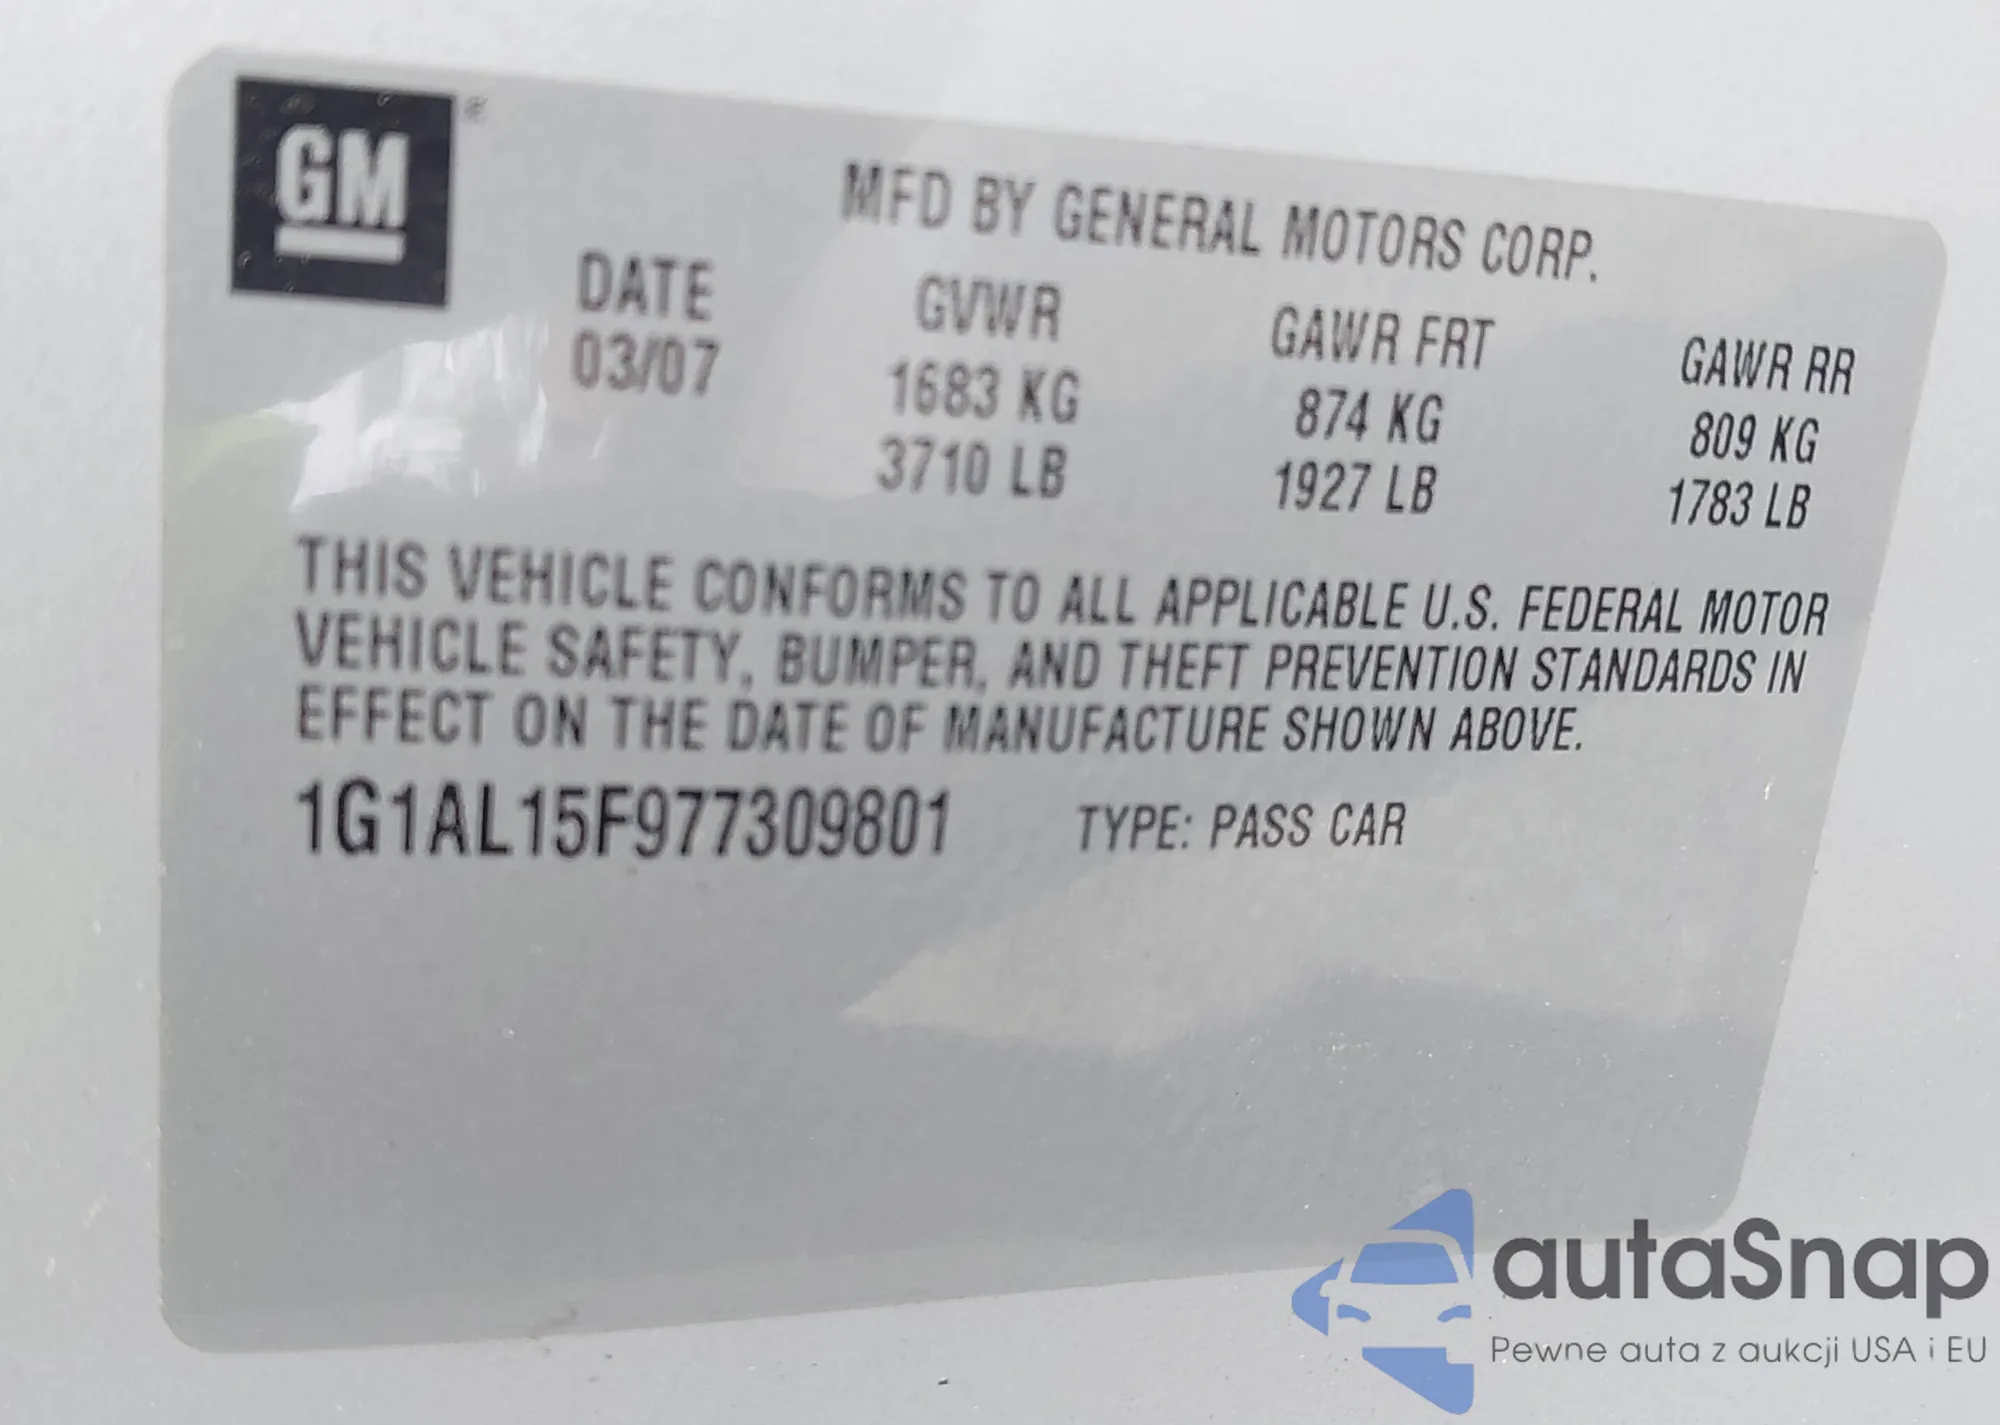 GM®
MFD BY GENERAL MOTORS CORP.
DATE GVWR GAWR FRT GAWR RR
03/07 1683 KG 874 KG 809 KG
3710 LB 1927 LB 1783 LB
THIS VEHICLE CONFORMS TO ALL APPLICABLE U.S. FEDERAL MOTOR
VEHICLE SAFETY, BUMPER, AND THEFT PREVENTION STANDARDS IN
EFFECT ON THE DATE OF MANUFACTURE SHOWN ABOVE.
1G1AL15F977309801 TYPE: PASS CAR
autaSnap
Pewne auta z aukcji USA i EU